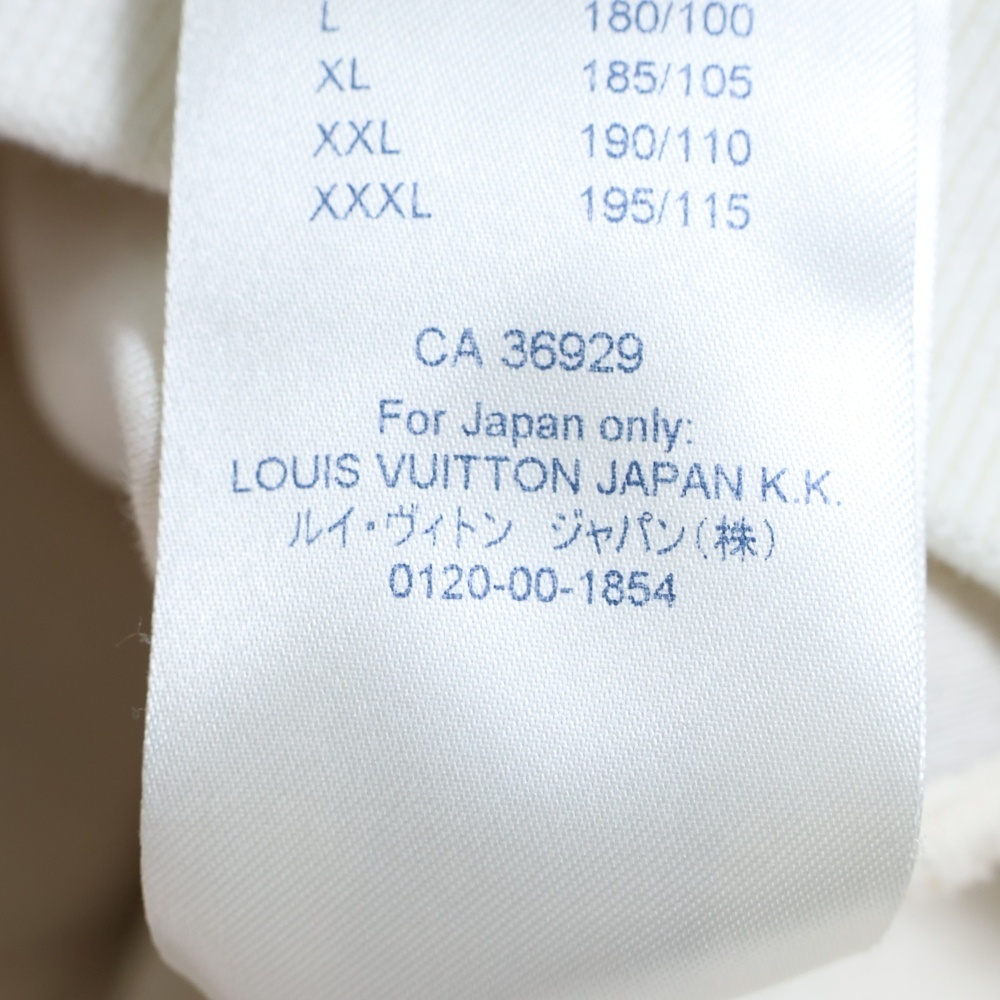 L 180/100
XL 185/105
XXL 190/110
XXXL 195/115
CA 36929
For Japan only:
LOUIS VUITTON JAPAN K.K.
ルイ・ヴィトン ジャパン(株)
0120-00-1854